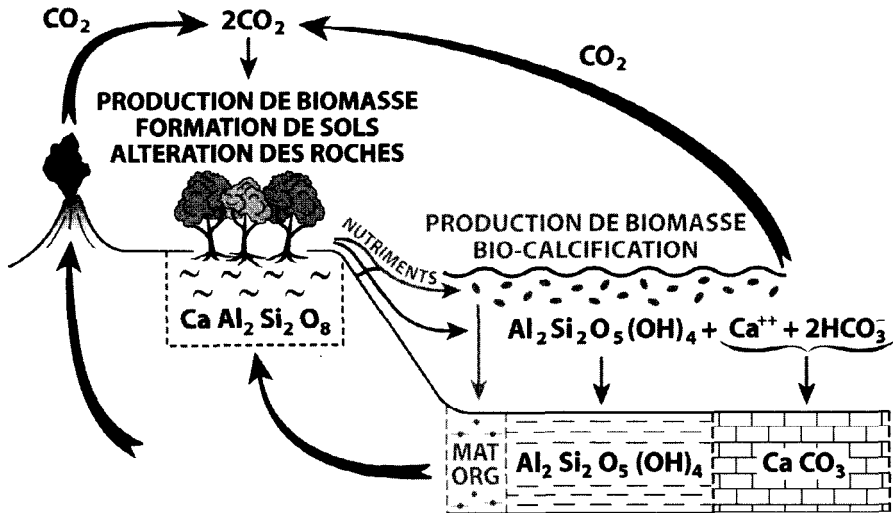 CO₂
2CO₂
CO₂
PRODUCTION DE BIOMASSE
FORMATION DE SOLS
ALTERATION DES ROCHES
NUTRIMENTS
PRODUCTION DE BIOMASSE
BIO-CALCIFICATION
Ca Al₂ Si₂ O₈
Al₂ Si₂ O₅ (OH)₄ + Ca⁺⁺ + 2HCO₃⁻
MAT
ORG
Al₂ Si₂ O₅ (OH)₄
Ca CO₃